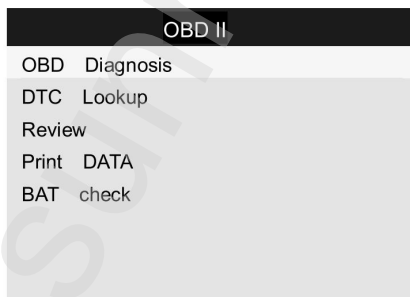 OBD II
OBD Diagnosis
DTC Lookup
Review
Print DATA
BAT check